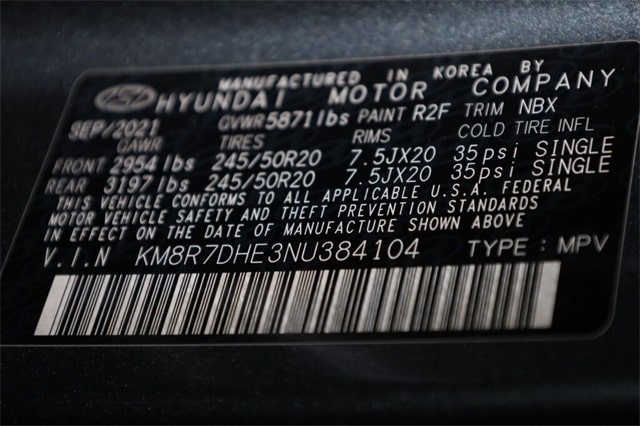 MANUFACTURED IN KOREA BY
HYUNDAI MOTOR COMPANY
SEP/2021 GVWR 5871lbs PAINT R2F TRIM NBX
GAWR TIRES RIMS COLD TIRE INFL
FRONT 2954 lbs 245/50R20 7.5JX20 35psi SINGLE
REAR 3197 lbs 245/50R20 7.5JX20 35psi SINGLE
THIS VEHICLE CONFORMS TO ALL APPLICABLE U.S.A. FEDERAL
MOTOR VEHICLE SAFETY AND THEFT PREVENTION STANDARDS
IN EFFECT ON THE DATE OF MANUFACTURE SHOWN ABOVE
V.I.N KM8R7DHE3NU384104 TYPE : MPV